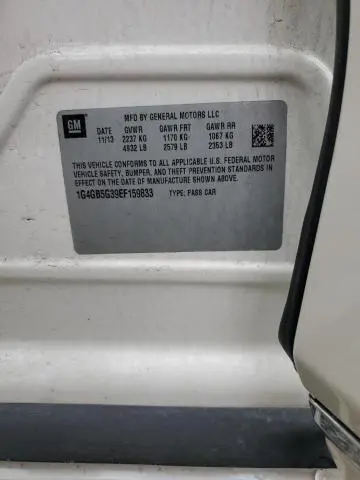 GM
MFD BY GENERAL MOTORS LLC
DATE GVWR GAWR FRT GAWR RR
11/13 2237 KG 1170 KG 1067 KG
4932 LB 2579 LB 2353 LB
THIS VEHICLE CONFORMS TO ALL APPLICABLE U.S. FEDERAL MOTOR
VEHICLE SAFETY, BUMPER, AND THEFT PREVENTION STANDARDS IN
EFFECT ON THE DATE OF MANUFACTURE SHOWN ABOVE.
1G4GB5G39EF159833 TYPE: PASS CAR